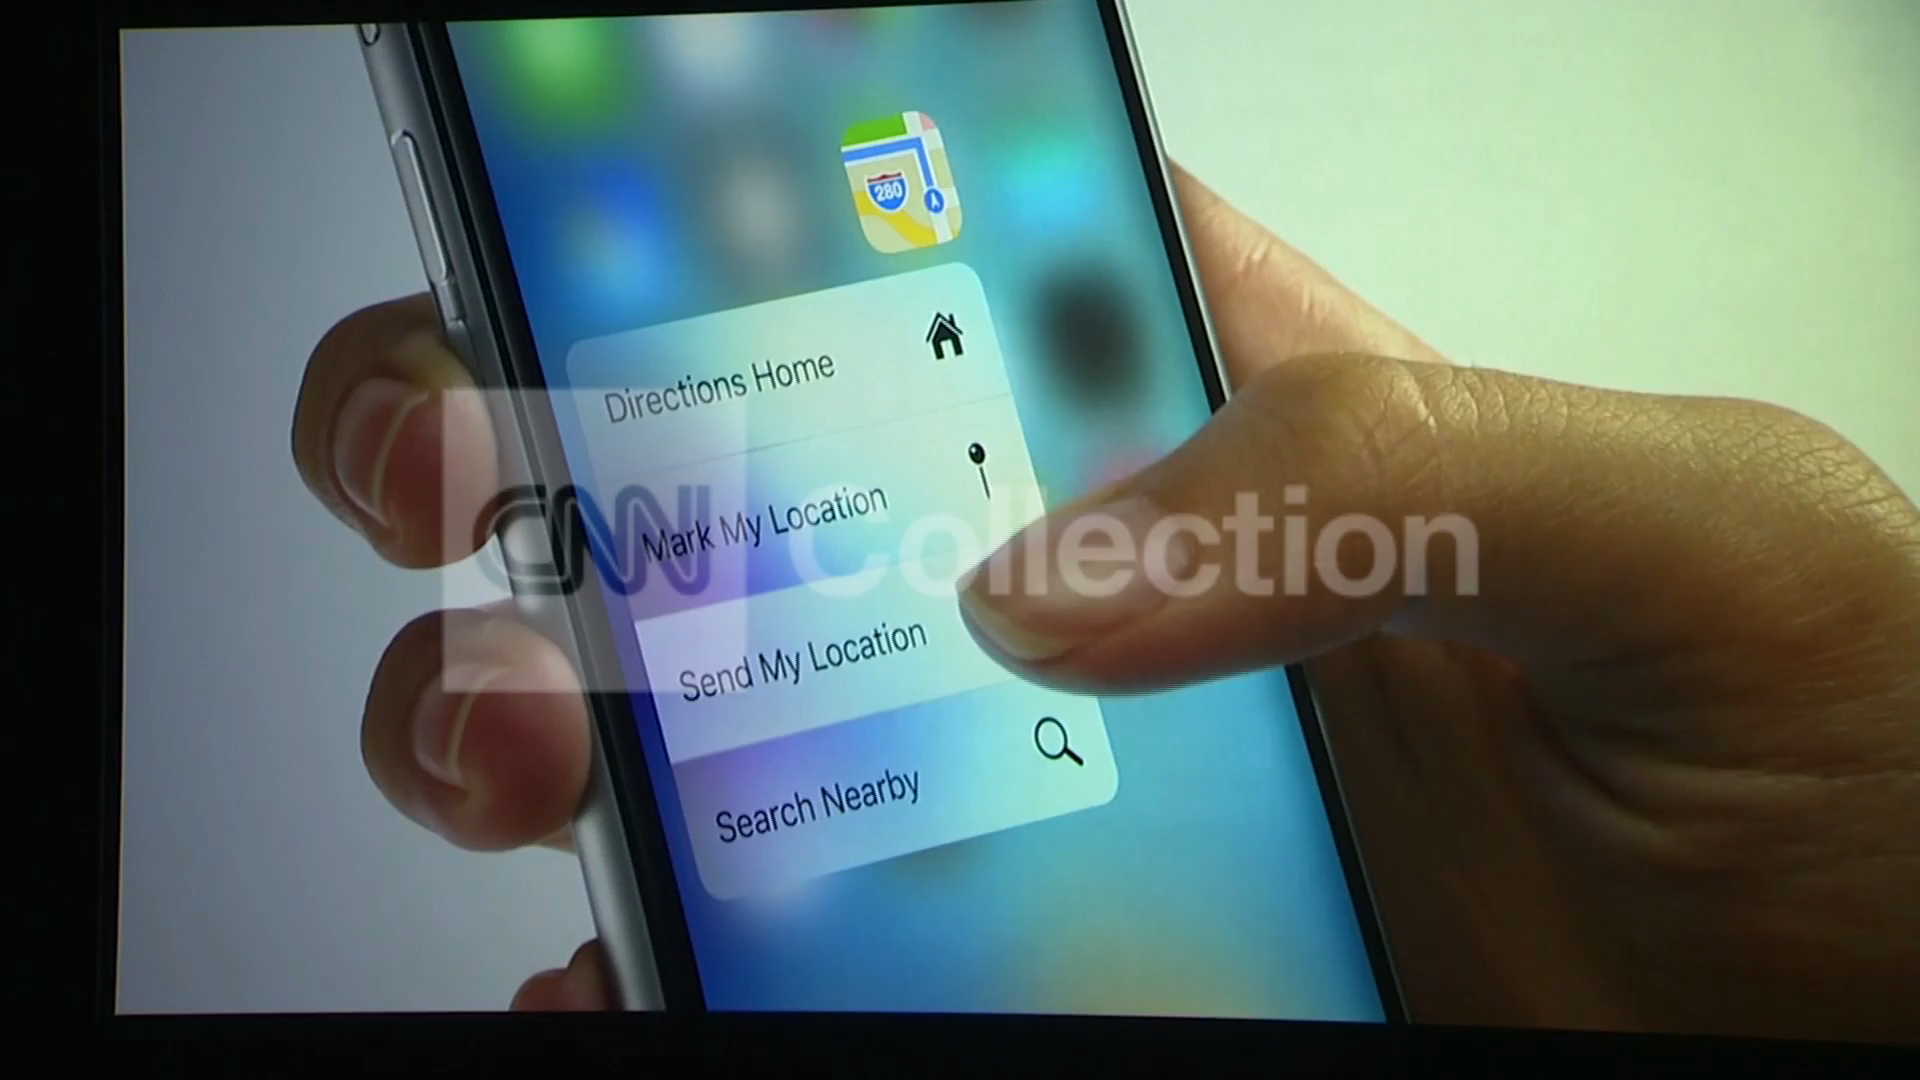 280
Directions Home
Mark My Location
Send My Location
Search Nearby
CNN Collection